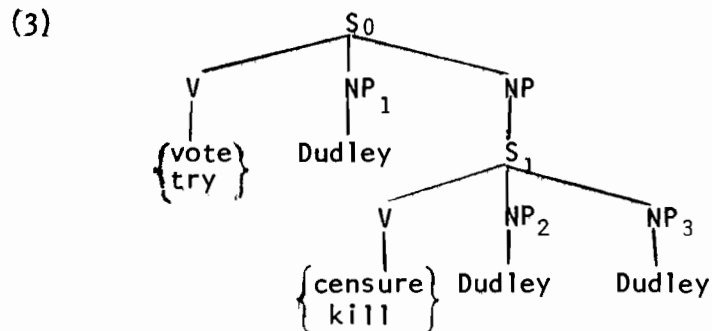 (3)
S0
V NP1 NP
{vote Dudley S1
try}
V NP2 NP3
{censure Dudley Dudley
kill}